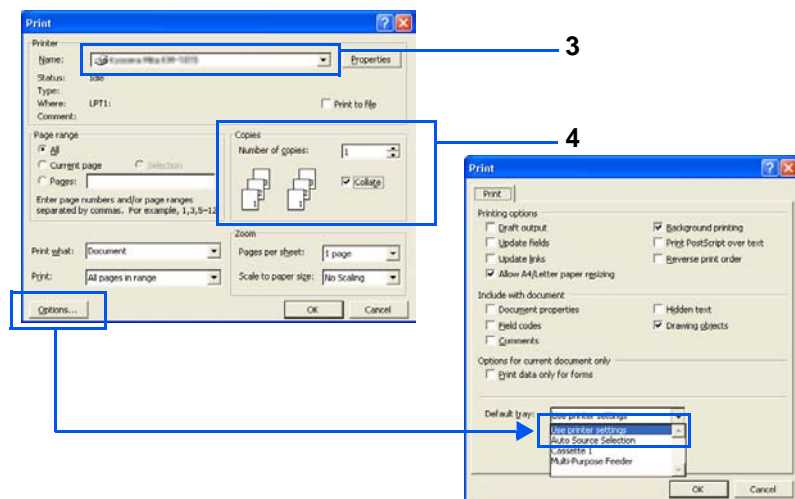 Print
Printer
Name:
Properties
Status: Idle
Type:
Where: LPT1:
Comment:
Print to file
Page range
All
Current page
Selection
Pages:
Enter page numbers and/or page ranges
separated by commas. For example, 1,3,5–12
Copies
Number of copies: 1
Collate
Print what: Document
Print: All pages in range
Zoom
Pages per sheet: 1 page
Scale to paper size: No Scaling
Options...
OK
Cancel
3
4
Print
Print
Printing options
Draft output
Update fields
Update links
Allow A4/Letter paper resizing
Background printing
Print PostScript over text
Reverse print order
Include with document
Document properties
Field codes
Comments
Hidden text
Drawing objects
Options for current document only
Print data only for forms
Default tray: Use printer settings
Use printer settings
Auto Source Selection
Cassette 1
Multi-Purpose Feeder
OK
Cancel